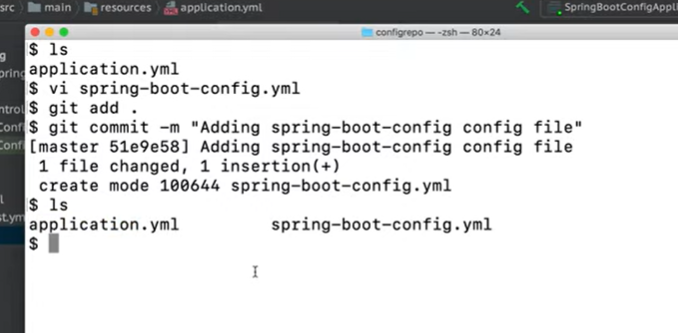 src main resources application.yml SpringBootConfigAppli
configrepo — -zsh — 80×24
$ ls
application.yml
$ vi spring-boot-config.yml
$ git add .
$ git commit -m "Adding spring-boot-config config file"
[master 51e9e58] Adding spring-boot-config config file
1 file changed, 1 insertion(+)
create mode 100644 spring-boot-config.yml
$ ls
application.yml spring-boot-config.yml
$